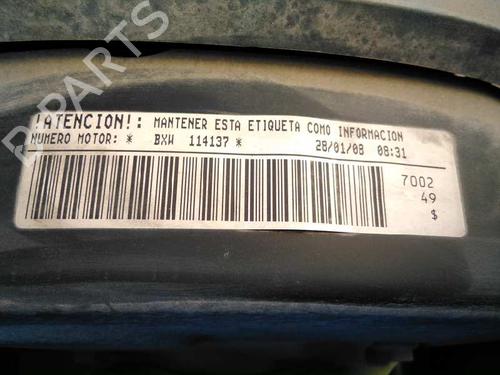 !ATENCION!: MANTENER ESTA ETIQUETA COMO INFORMACION
NUMERO MOTOR: * BXW 114137 * 28/01/08 08:31
7002
49
$
B-PARTS